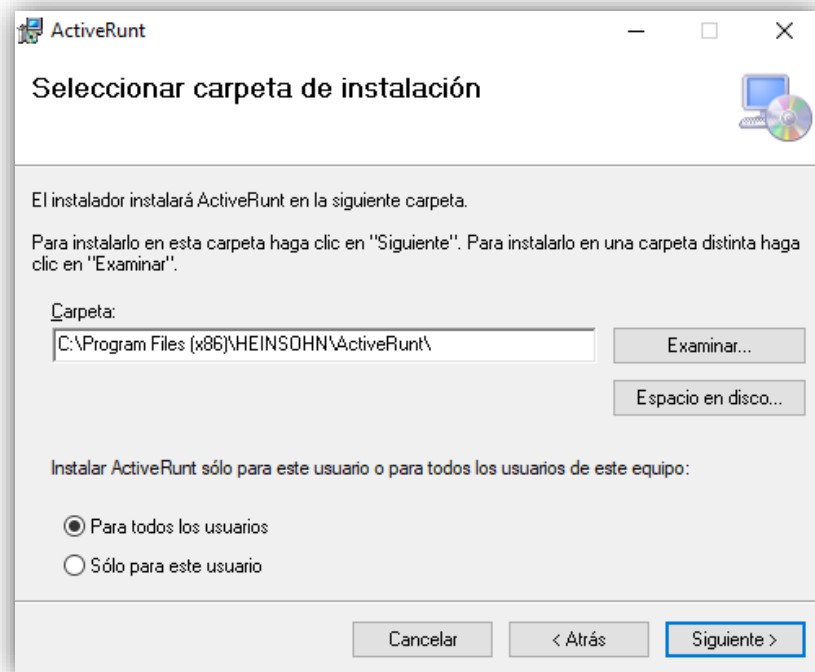 ActiveRunt
Seleccionar carpeta de instalación
El instalador instalará ActiveRunt en la siguiente carpeta.
Para instalarlo en esta carpeta haga clic en "Siguiente". Para instalarlo en una carpeta distinta haga
clic en "Examinar".
Carpeta:
C:\Program Files (x86)\HEINSOHN\ActiveRunt\
Examinar...
Espacio en disco...
Instalar ActiveRunt sólo para este usuario o para todos los usuarios de este equipo:
Para todos los usuarios
Sólo para este usuario
Cancelar
< Atrás
Siguiente >